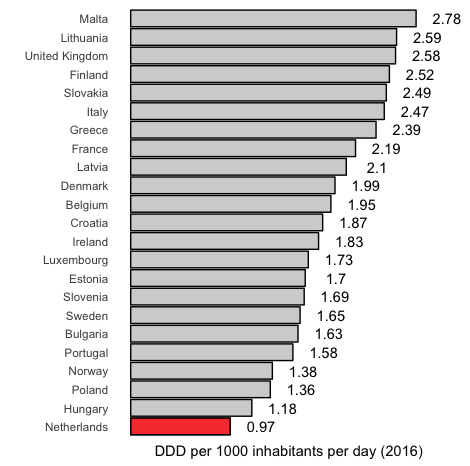 Malta 2.78
Lithuania 2.59
United Kingdom 2.58
Finland 2.52
Slovakia 2.49
Italy 2.47
Greece 2.39
France 2.19
Latvia 2.1
Denmark 1.99
Belgium 1.95
Croatia 1.87
Ireland 1.83
Luxembourg 1.73
Estonia 1.7
Slovenia 1.69
Sweden 1.65
Bulgaria 1.63
Portugal 1.58
Norway 1.38
Poland 1.36
Hungary 1.18
Netherlands 0.97
DDD per 1000 inhabitants per day (2016)